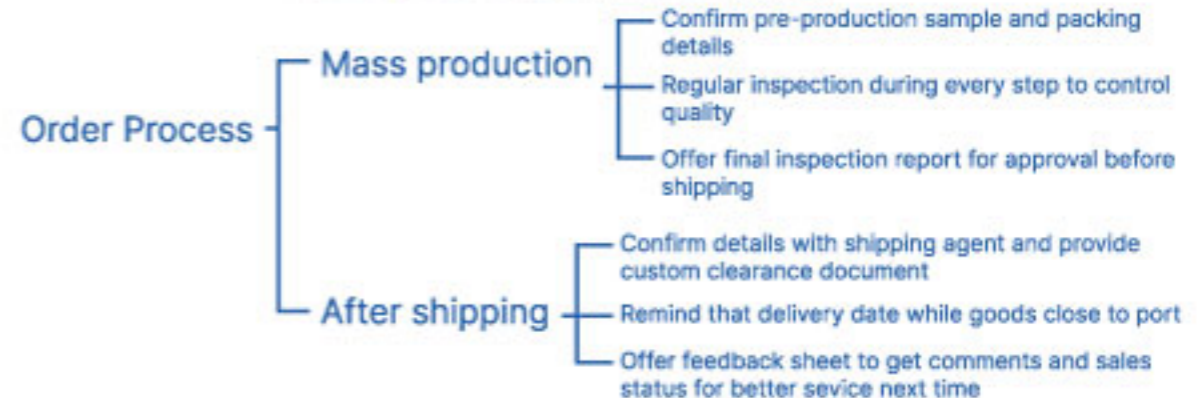 Order Process
Mass production
Confirm pre-production sample and packing
details
Regular inspection during every step to control
quality
Offer final inspection report for approval before
shipping
After shipping
Confirm details with shipping agent and provide
custom clearance document
Remind that delivery date while goods close to port
Offer feedback sheet to get comments and sales
status for better sevice next time